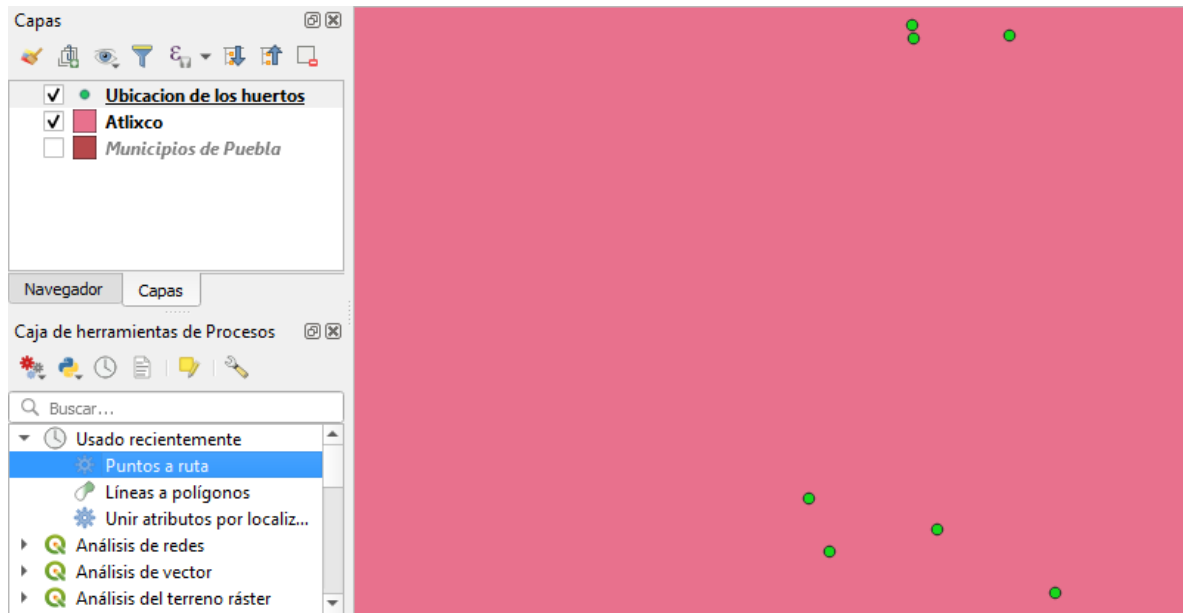 Capas
Ubicacion de los huertos
Atlixco
Municipios de Puebla
Navegador Capas
Caja de herramientas de Procesos
Buscar...
Usado recientemente
Puntos a ruta
Líneas a polígonos
Unir atributos por localiz...
Análisis de redes
Análisis de vector
Análisis del terreno ráster